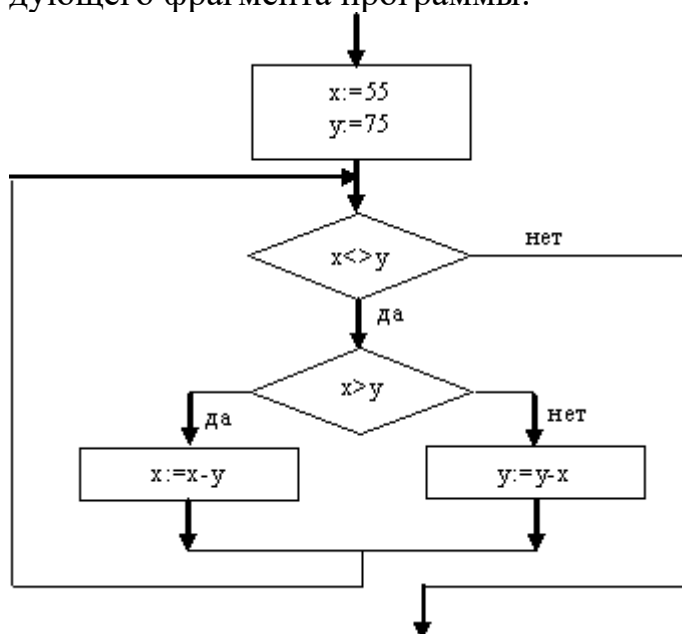 дующего фрагмента программы:
x:=55
y:=75
x<>y
нет
да
x>y
да
нет
x:=x-y
y:=y-x